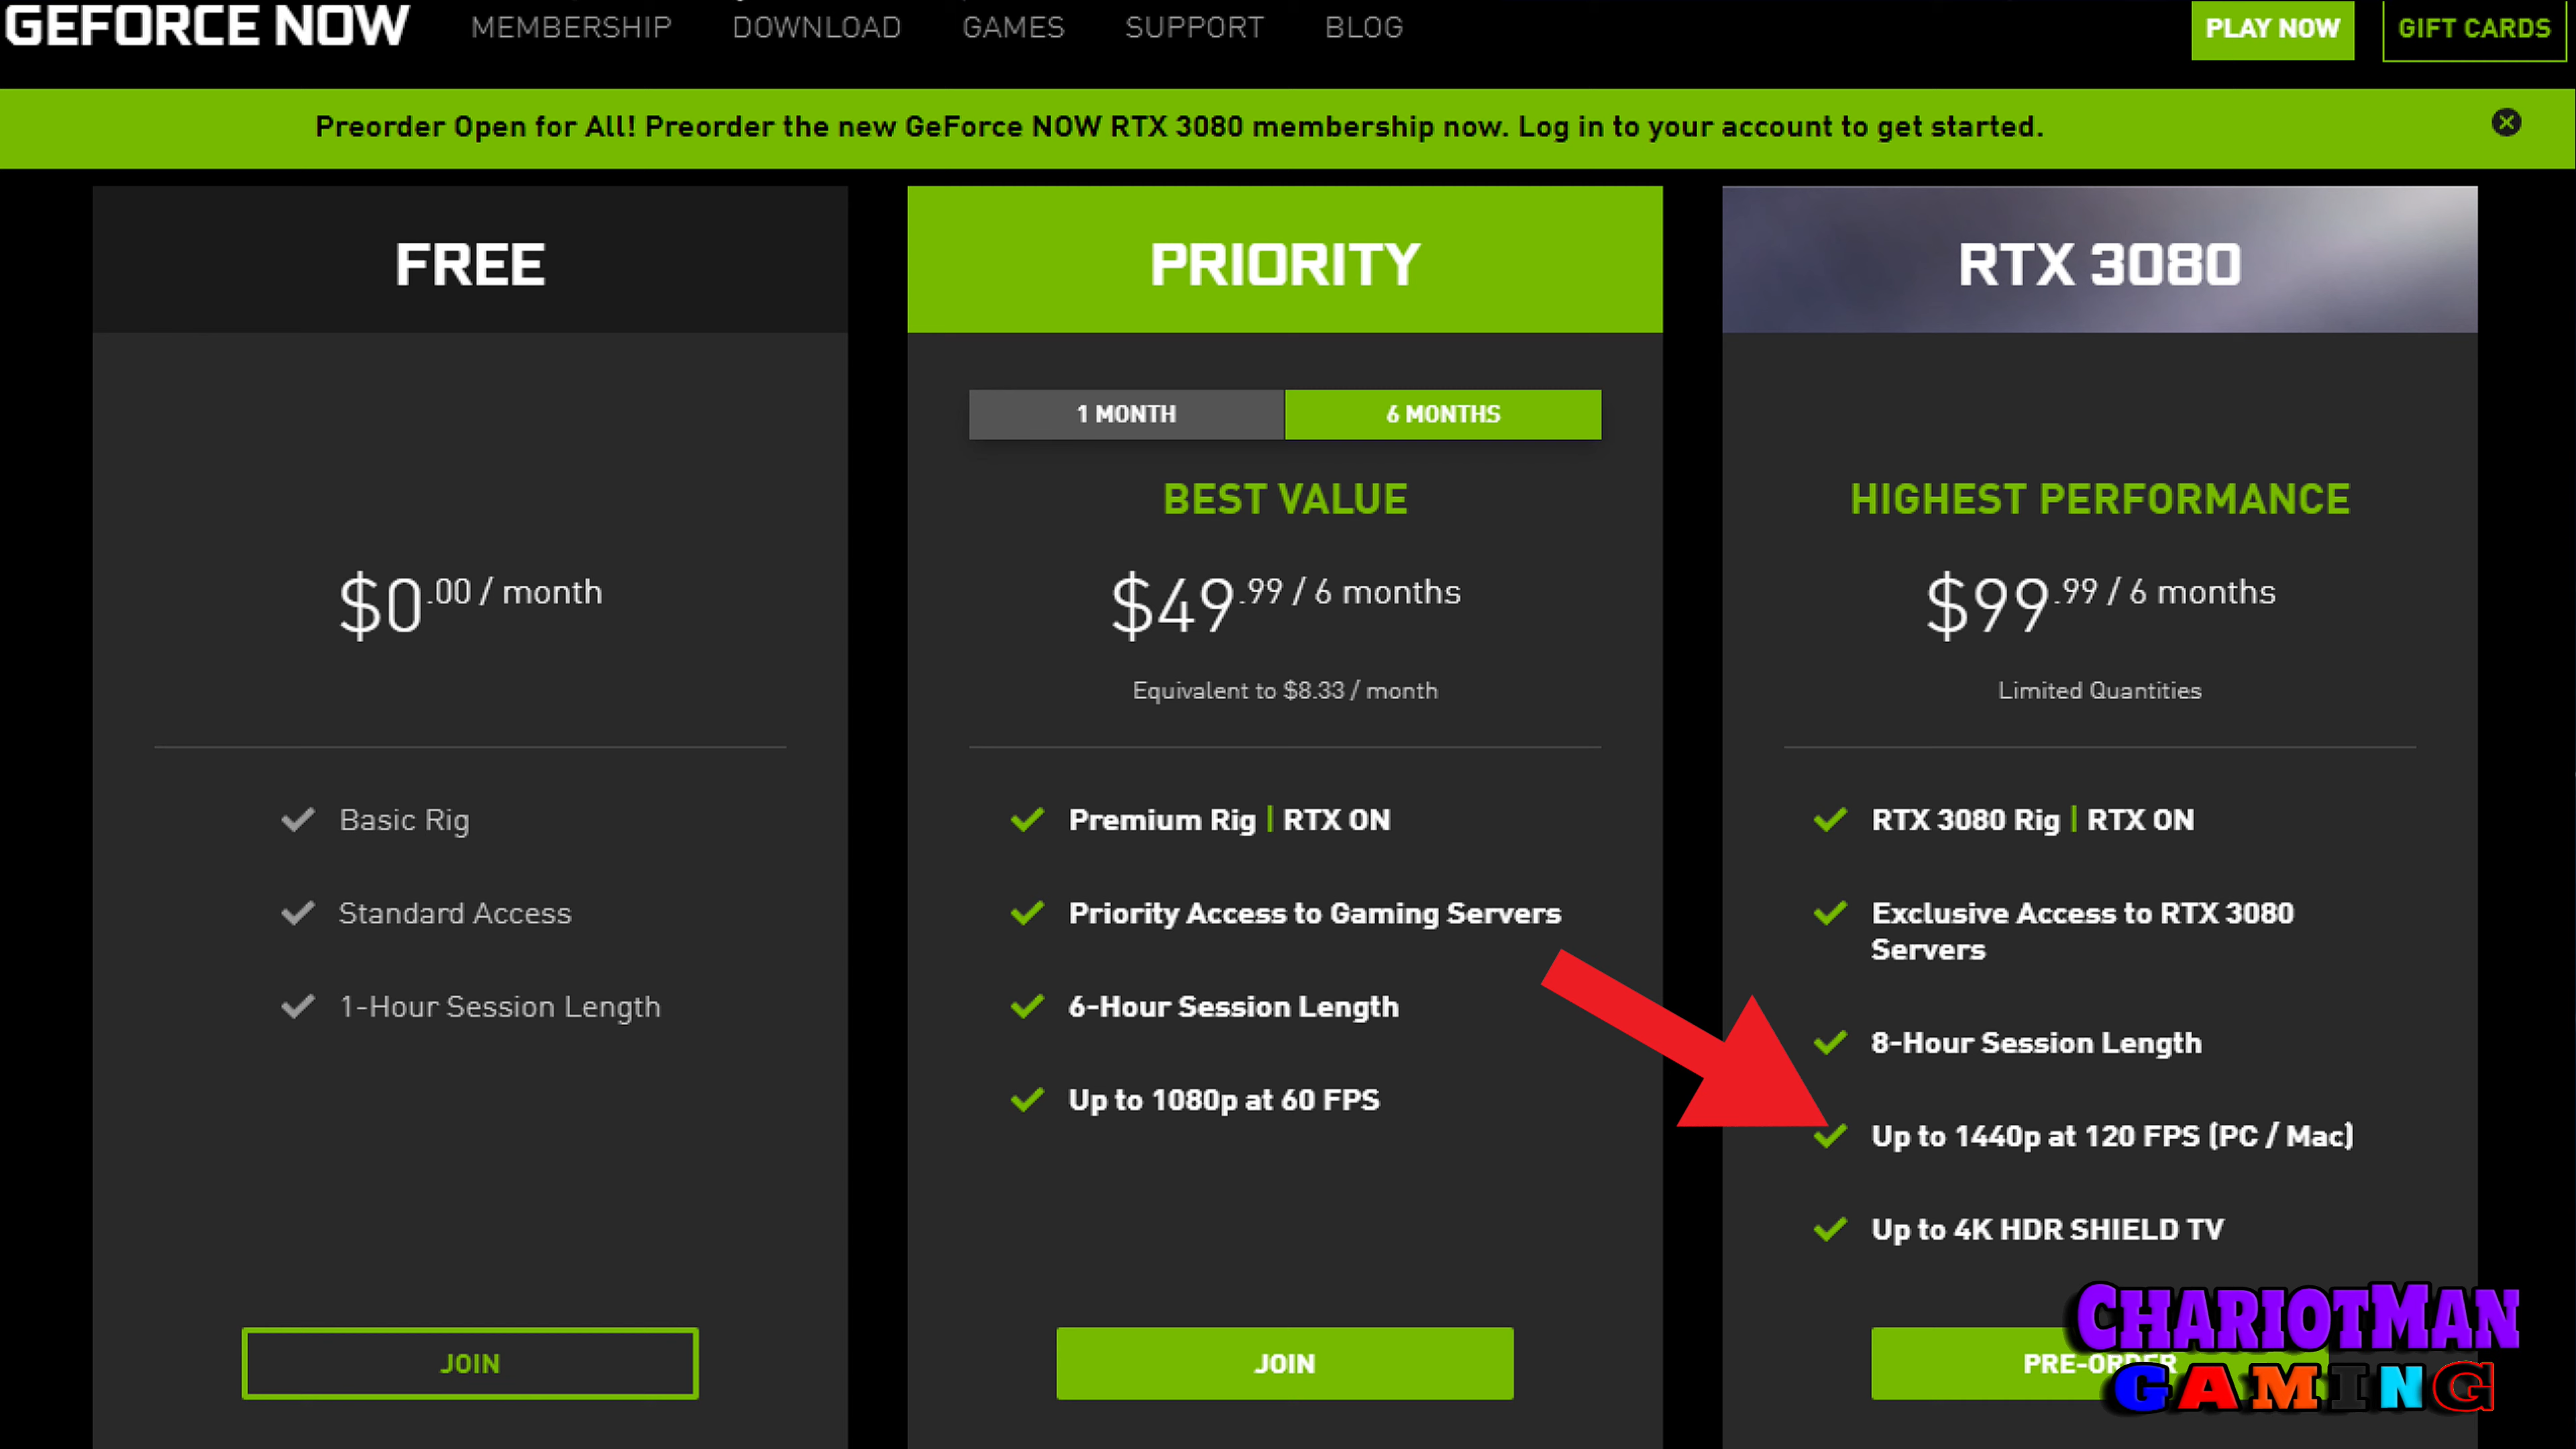 GEFORCE NOW MEMBERSHIP DOWNLOAD GAMES SUPPORT BLOG PLAY NOW GIFT CARDS
Preorder Open for All! Preorder the new GeForce NOW RTX 3080 membership now. Log in to your account to get started.
FREE
$0.00 / month
Basic Rig
Standard Access
1-Hour Session Length
JOIN
PRIORITY
1 MONTH 6 MONTHS
BEST VALUE
$49.99 / 6 months
Equivalent to $8.33 / month
Premium Rig | RTX ON
Priority Access to Gaming Servers
6-Hour Session Length
Up to 1080p at 60 FPS
JOIN
RTX 3080
HIGHEST PERFORMANCE
$99.99 / 6 months
Limited Quantities
RTX 3080 Rig | RTX ON
Exclusive Access to RTX 3080
Servers
8-Hour Session Length
Up to 1440p at 120 FPS (PC / Mac)
Up to 4K HDR SHIELD TV
PRE-ORDER
CHARIOTMAN
GAMING